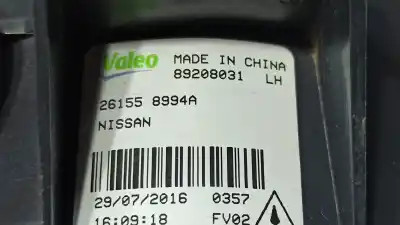 Valeo MADE IN CHINA
89208031 LH
26155 8994A
NISSAN
29/07/2016 0357
16:09:18 FV02